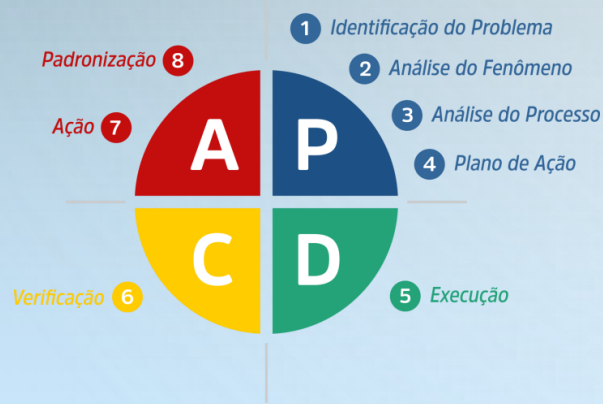 1 Identificação do Problema
2 Análise do Fenômeno
3 Análise do Processo
4 Plano de Ação
Padronização 8
Ação 7
A P
C D
Verificação 6
5 Execução